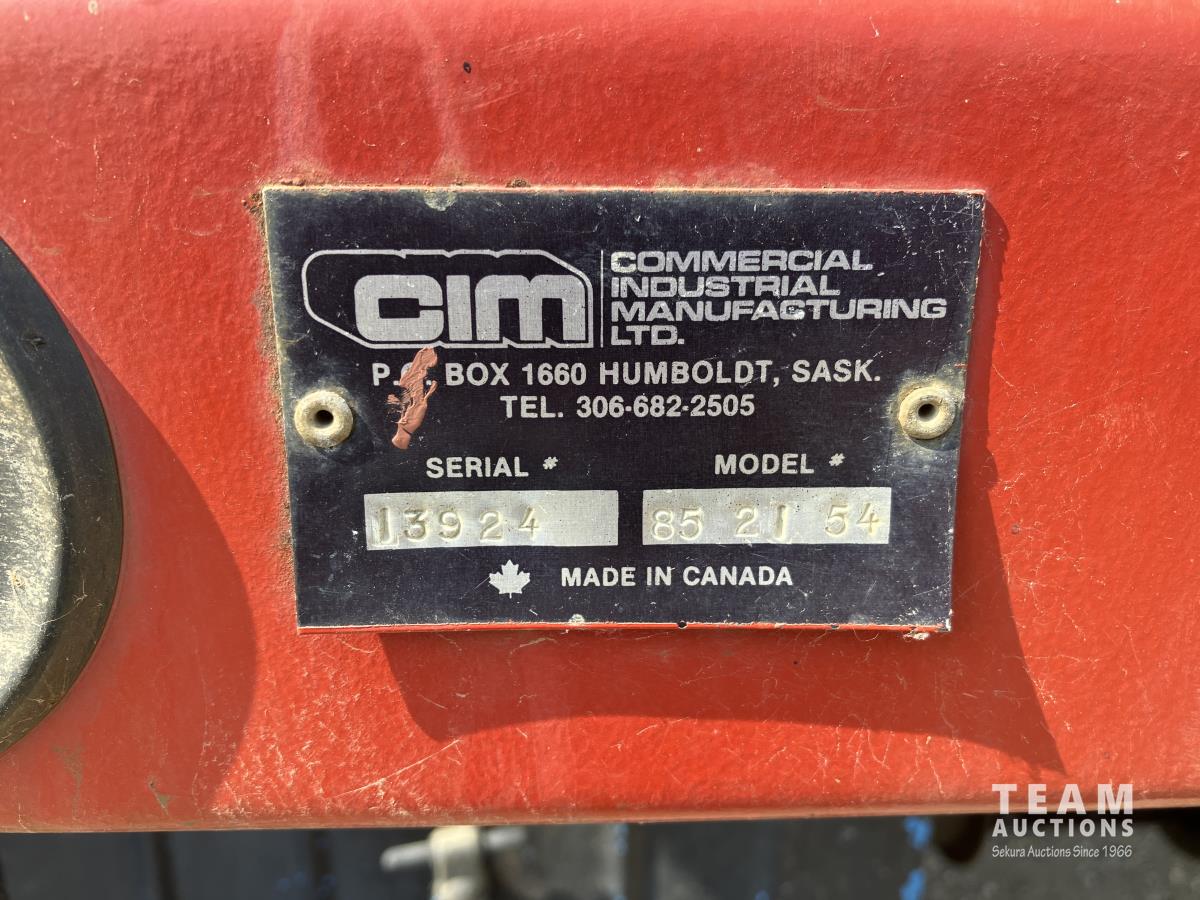 CIM
COMMERCIAL
INDUSTRIAL
MANUFACTURING
LTD.
P.O. BOX 1660 HUMBOLDT, SASK.
TEL. 306-682-2505
SERIAL #
MODEL #
13924
85 21 54
MADE IN CANADA
TEAM
AUCTIONS
Sekura Auctions Since 1966